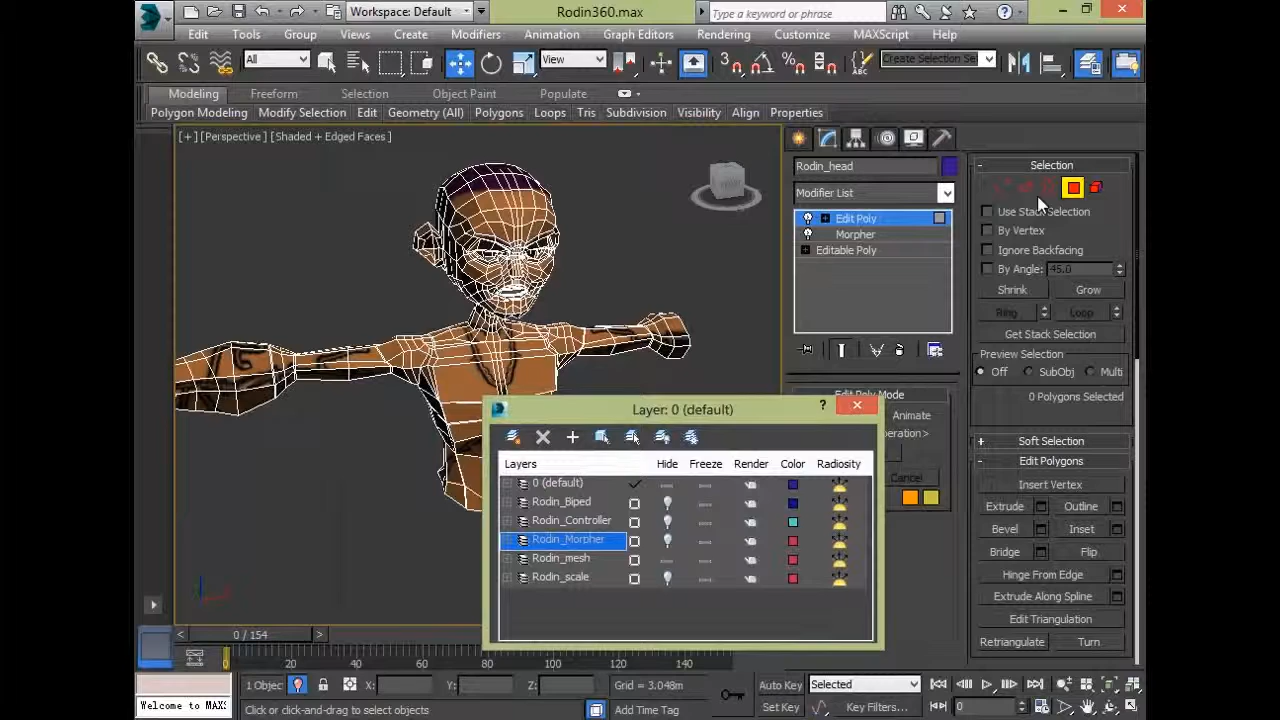 Workspace: Default
Rodin360.max
Type a keyword or phrase
Edit Tools Group Views Create Modifiers Animation Graph Editors Rendering Customize MAXScript Help
All
View
Create Selection Se
Modeling Freeform Selection Object Paint Populate
Polygon Modeling Modify Selection Edit Geometry (All) Polygons Loops Tris Subdivision Visibility Align Properties
[+] [Perspective] [Shaded + Edged Faces]
Rodin_head
Modifier List
Edit Poly
Morpher
Editable Poly
Selection
Use Stack Selection
By Vertex
Ignore Backfacing
By Angle: 45.0
Shrink Grow
Ring Loop
Get Stack Selection
Preview Selection
Off SubObj Multi
0 Polygons Selected
Edit Poly Mode
Animate
Cancel
Soft Selection
Edit Polygons
Insert Vertex
Extrude Outline
Bevel Inset
Bridge Flip
Hinge From Edge
Extrude Along Spline
Edit Triangulation
Retriangulate Turn
Layer: 0 (default)
Layers Hide Freeze Render Color Radiosity
0 (default)
Rodin_Biped
Rodin_Controller
Rodin_Morpher
Rodin_mesh
Rodin_scale
0 / 154
20 40 60 80 100 120 140
1 Object X: Y: Z: Grid = 3.048m
Auto Key Selected
Set Key Key Filters... 0
Welcome to MAX:
Click or click-and-drag to select objects
Add Time Tag